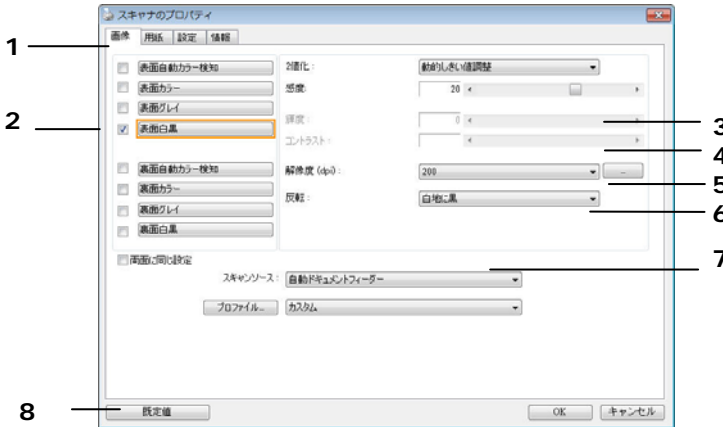 スキャナのプロパティ
画像 用紙 設定 情報
1
表面自動カラー検知 2値化: 動的しきい値調整
表面カラー 感度: 20
表面グレイ 輝度: 0 3
2 表面白黒 コントラスト: 4
裏面自動カラー検知 解像度 (dpi): 200 ... 5
裏面カラー 反転: 白地に黒 6
裏面グレイ
裏面白黒
両面に同じ設定 7
スキャンソース: 自動ドキュメントフィーダー
プロファイル... カスタム
8 既定値 OK キャンセル